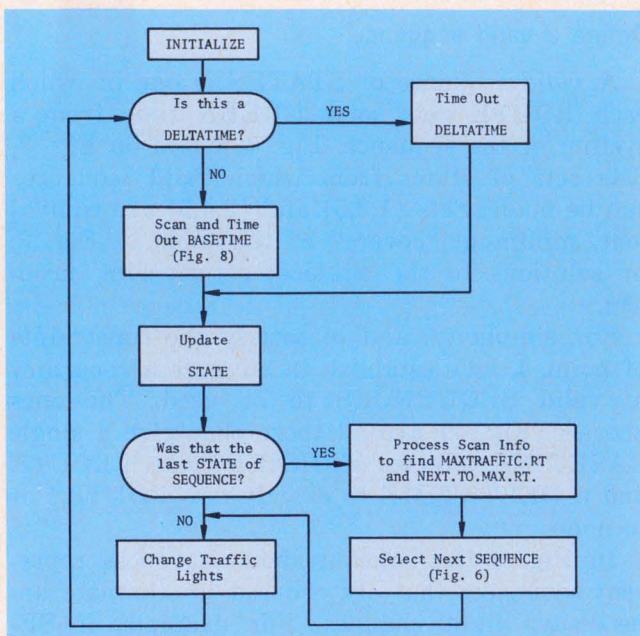 INITIALIZE
Is this a
DELTATIME?
YES
Time Out
DELTATIME
NO
Scan and Time
Out BASETIME
(Fig. 8)
Update
STATE
Was that the
last STATE of
SEQUENCE?
YES
Process Scan Info
to find MAXTRAFFIC.RT
and NEXT.TO.MAX.RT.
NO
Change Traffic
Lights
Select Next SEQUENCE
(Fig. 6)